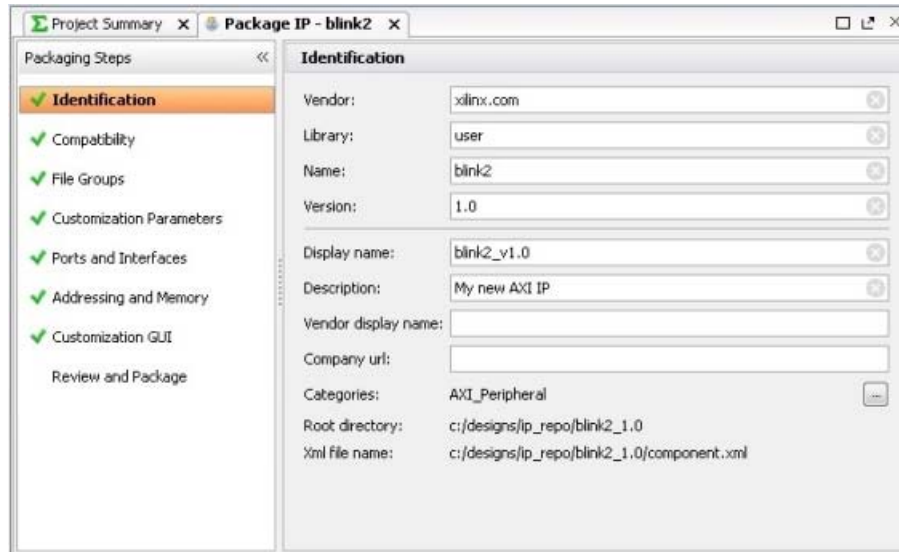 Project Summary
Package IP - blink2
Packaging Steps
Identification
Compatibility
File Groups
Customization Parameters
Ports and Interfaces
Addressing and Memory
Customization GUI
Review and Package
Identification
Vendor: xilinx.com
Library: user
Name: blink2
Version: 1.0
Display name: blink2_v1.0
Description: My new AXI IP
Vendor display name:
Company url:
Categories: AXI_Peripheral
Root directory: c:/designs/ip_repo/blink2_1.0
Xml file name: c:/designs/ip_repo/blink2_1.0/component.xml